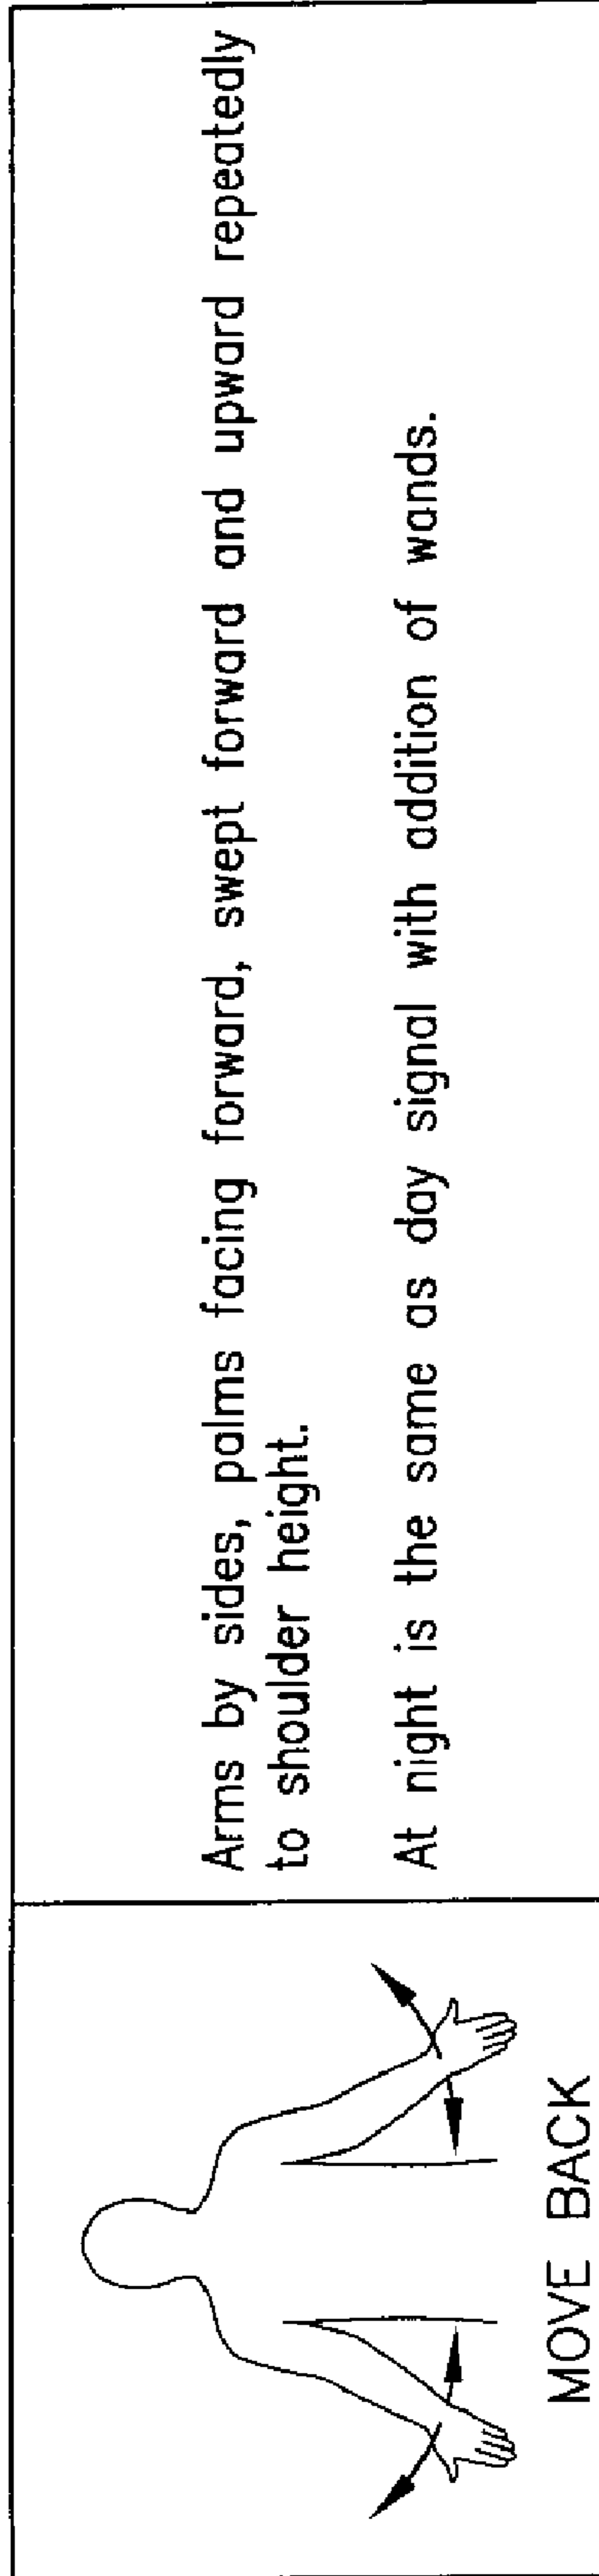 MOVE BACK
Arms by sides, palms facing forward, swept forward and upward repeatedly
to shoulder height.
At night is the same as day signal with addition of wands.